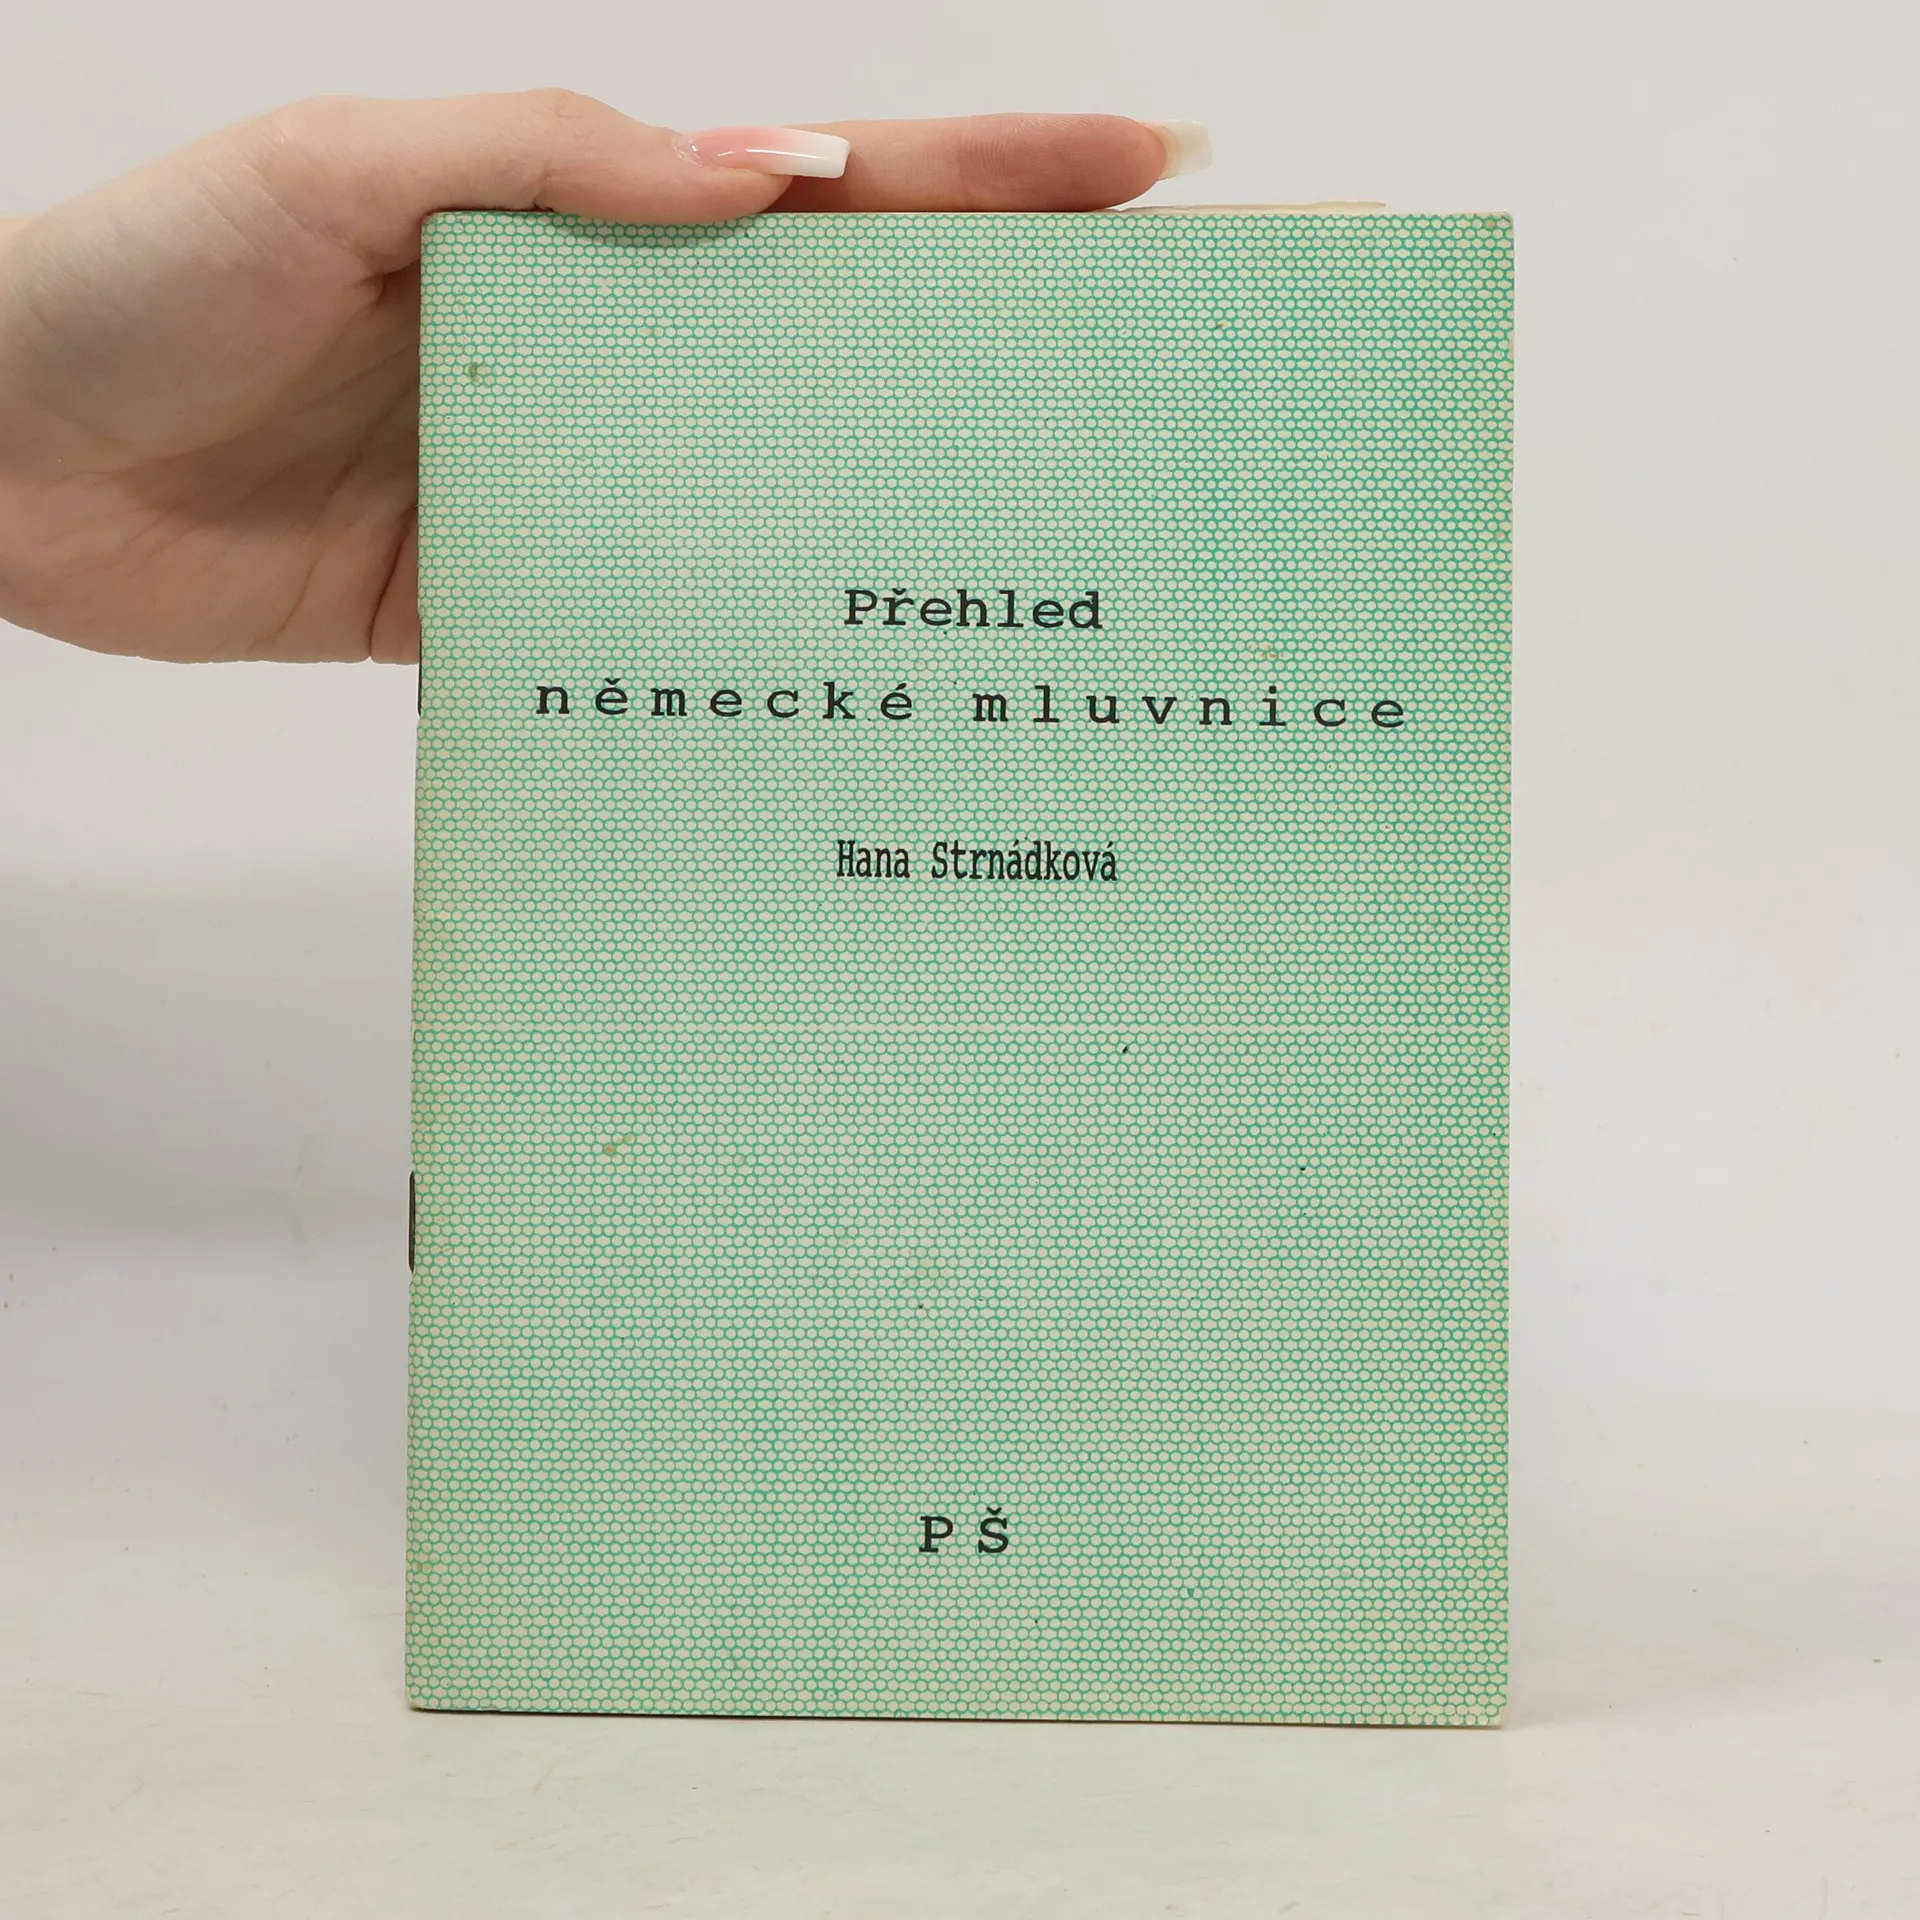 Přehled
německé mluvnice
Hana Strnádková
PŠ